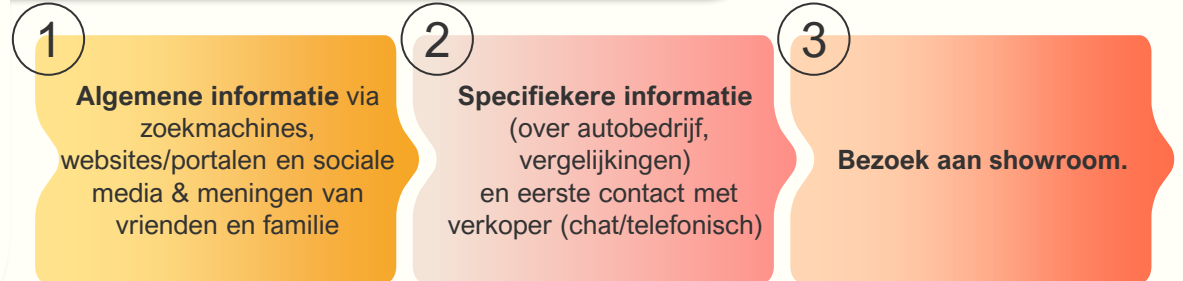 1
Algemene informatie via
zoekmachines,
websites/portalen en sociale
media & meningen van
vrienden en familie
2
Specifiekere informatie
(over autobedrijf,
vergelijkingen)
en eerste contact met
verkoper (chat/telefonisch)
3
Bezoek aan showroom.